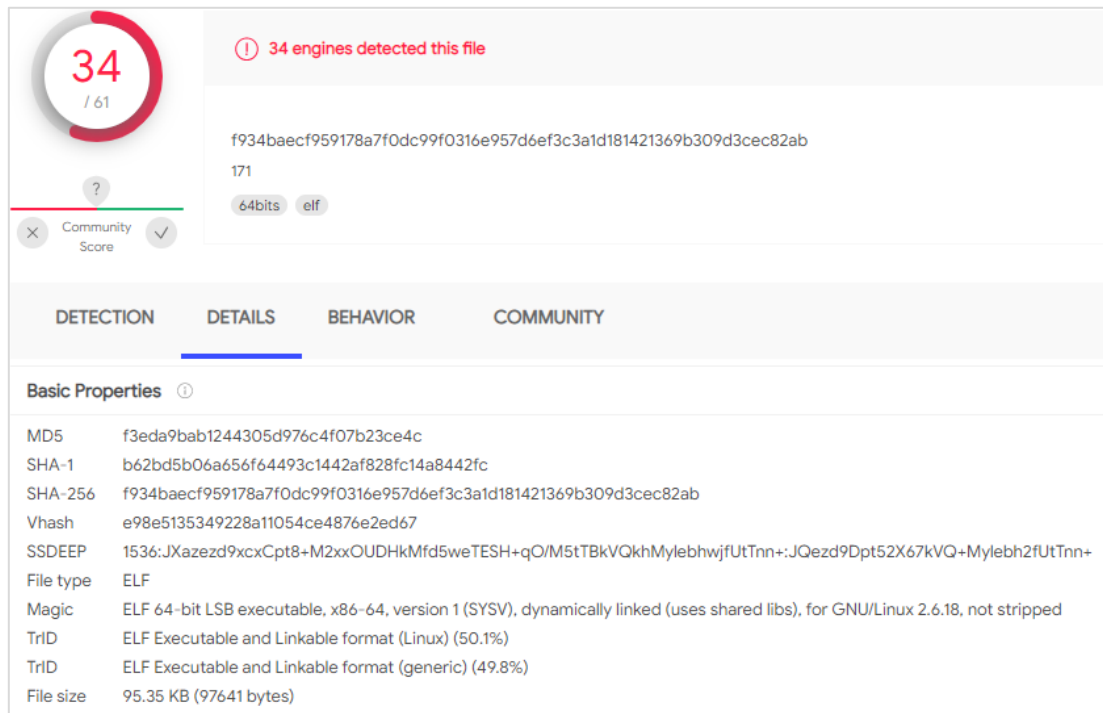 34
/ 61
34 engines detected this file
f934baecf959178a7f0dc99f0316e957d6ef3c3a1d181421369b309d3cec82ab
171
64bits elf
?
Community
Score
DETECTION DETAILS BEHAVIOR COMMUNITY
Basic Properties
MD5 f3eda9bab1244305d976c4f07b23ce4c
SHA-1 b62bd5b06a656f64493c1442af828fc14a8442fc
SHA-256 f934baecf959178a7f0dc99f0316e957d6ef3c3a1d181421369b309d3cec82ab
Vhash e98e5135349228a11054ce4876e2ed67
SSDEEP 1536:JXazezd9xcxCpt8+M2xxOUDHkMfd5weTESH+qO/M5tTBkVQkhMylebhwjfUtTnn+:JQezd9Dpt52X67kVQ+Mylebh2fUtTnn+
File type ELF
Magic ELF 64-bit LSB executable, x86-64, version 1 (SYSV), dynamically linked (uses shared libs), for GNU/Linux 2.6.18, not stripped
TrID ELF Executable and Linkable format (Linux) (50.1%)
TrID ELF Executable and Linkable format (generic) (49.8%)
File size 95.35 KB (97641 bytes)